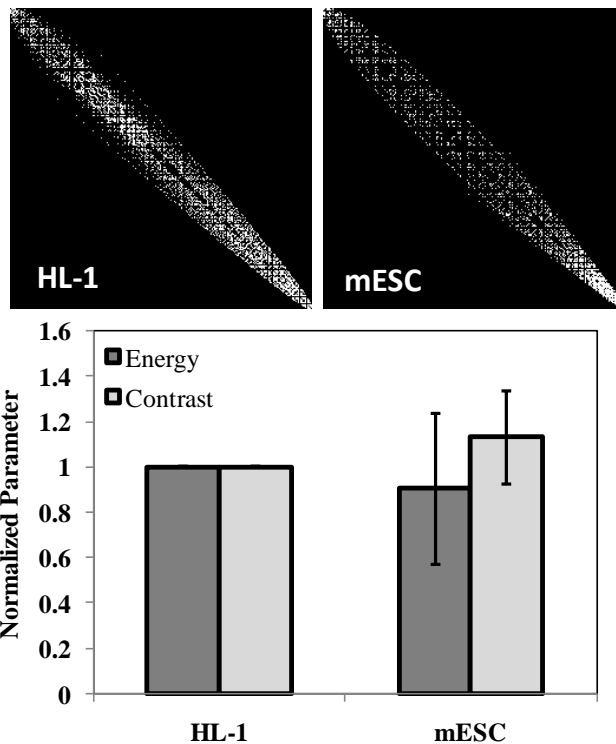 HL-1
mESC
1.6
1.4
1.2
1
0.8
0.6
0.4
0.2
0
Normalized Parameter
Energy
Contrast
HL-1
mESC